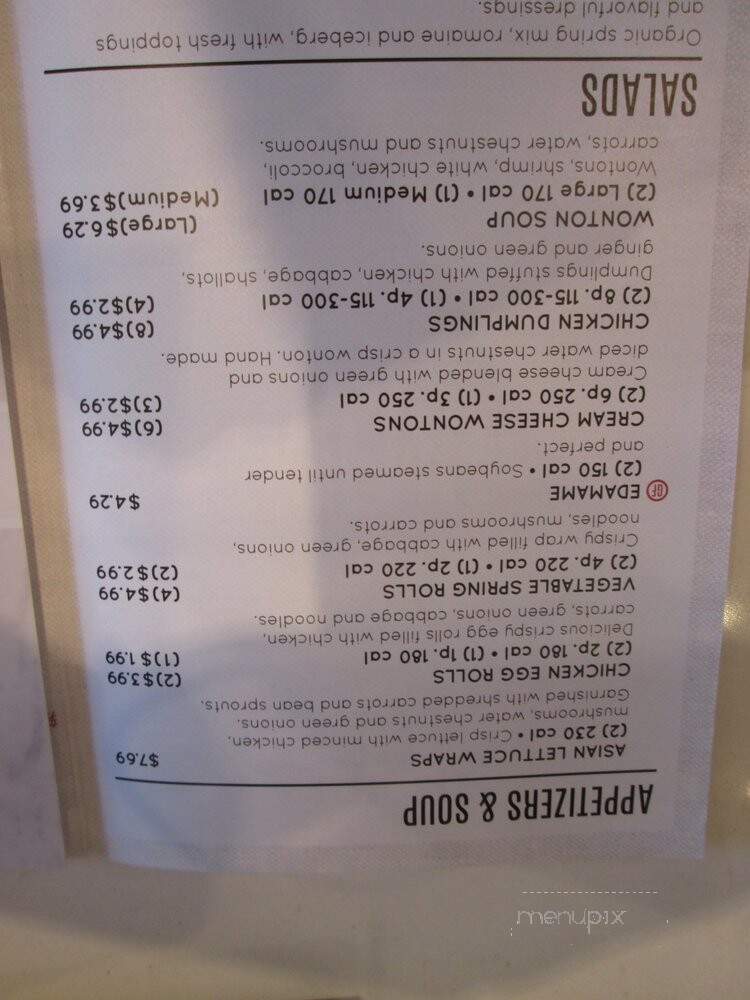 APPETIZERS & SOUP
ASIAN LETTUCE WRAPS $7.69
(2) 230 cal • Crisp lettuce with minced chicken,
mushrooms, water chestnuts and green onions.
Garnished with shredded carrots and bean sprouts.
CHICKEN EGG ROLLS (2)$3.99
(2) 2p. 180 cal • (1) 1p. 180 cal (1)$1.99
Delicious crispy egg rolls filled with chicken,
carrots, green onions, cabbage and noodles.
VEGETABLE SPRING ROLLS (4)$4.99
(2) 4p. 220 cal • (1) 2p. 220 cal (2)$2.99
Crispy wrap filled with cabbage, green onions,
noodles, mushrooms and carrots.
GF EDAMAME $4.29
(2) 150 cal • Soybeans steamed until tender
and perfect.
CREAM CHEESE WONTONS (6)$4.99
(2) 6p. 250 cal • (1) 3p. 250 cal (3)$2.99
Cream cheese blended with green onions and
diced water chestnuts in a crisp wonton. Hand made.
CHICKEN DUMPLINGS (8)$4.99
(2) 8p. 115-300 cal • (1) 4p. 115-300 cal (4)$2.99
Dumplings stuffed with chicken, cabbage, shallots,
ginger and green onions.
WONTON SOUP (Large)$6.29
(2) Large 170 cal • (1) Medium 170 cal (Medium)$3.69
Wontons, shrimp, white chicken, broccoli,
carrots, water chestnuts and mushrooms.
SALADS
Organic spring mix, romaine and iceberg, with fresh toppings
and flavorful dressings.
menupix